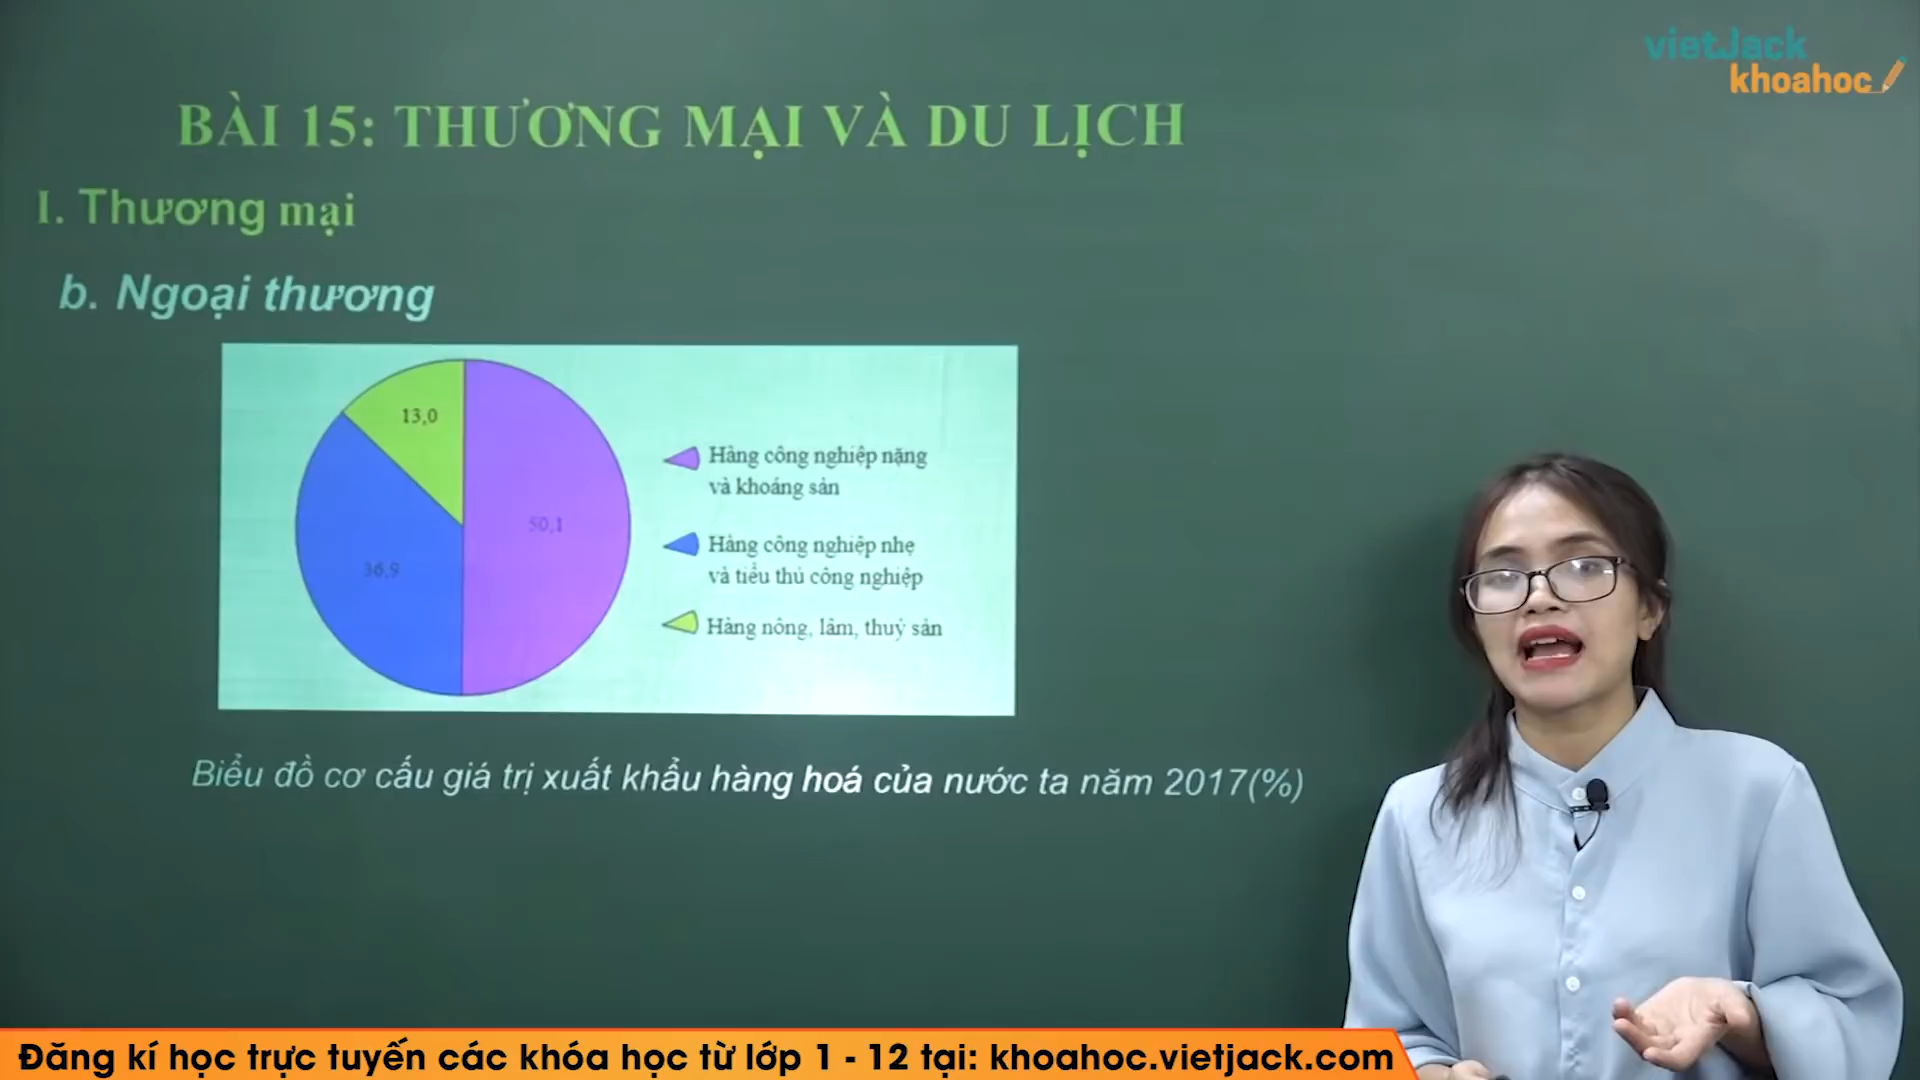 vietJack
khoahoc
BÀI 15: THƯƠNG MẠI VÀ DU LỊCH
I. Thương mại
b. Ngoại thương
13,0
50,1
36,9
Hàng công nghiệp nặng
và khoáng sản
Hàng công nghiệp nhẹ
và tiểu thủ công nghiệp
Hàng nông, lâm, thuỷ sản
Biểu đồ cơ cấu giá trị xuất khẩu hàng hoá của nước ta năm 2017(%)
Đăng kí học trực tuyến các khóa học từ lớp 1 - 12 tại: khoahoc.vietjack.com